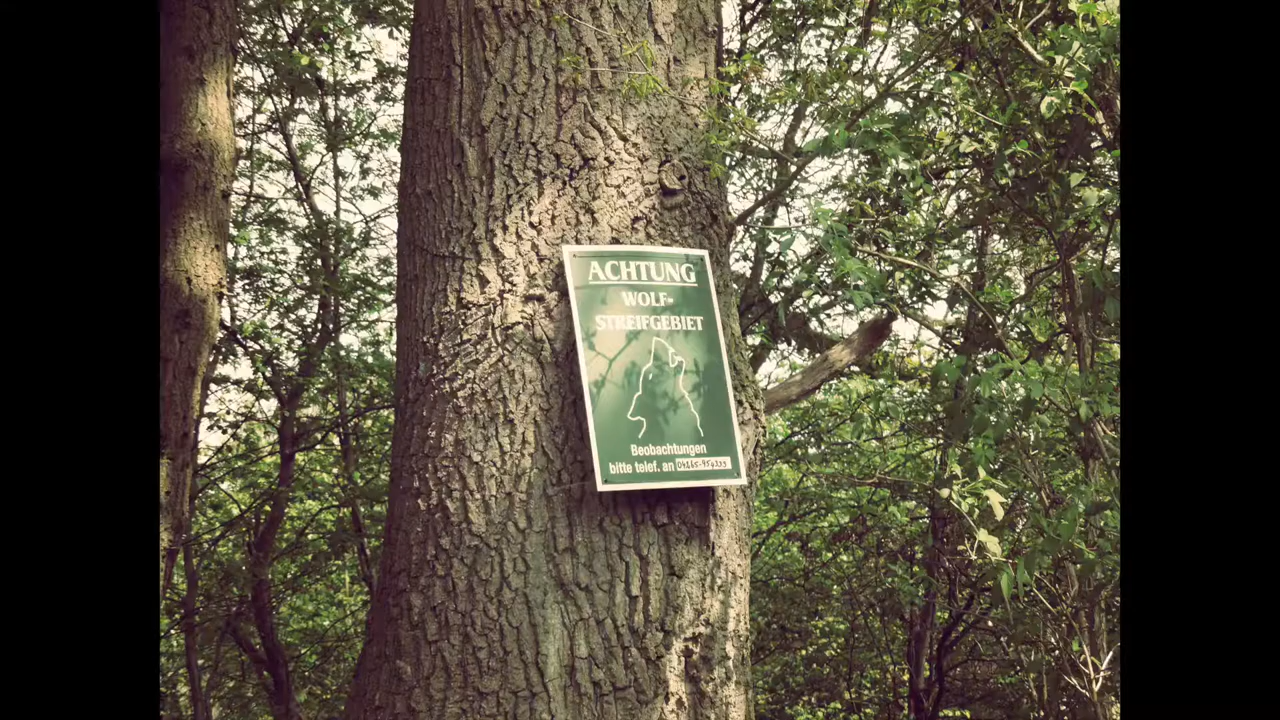 ACHTUNG
WOLF-
STREIFGEBIET
Beobachtungen
bitte telef. an